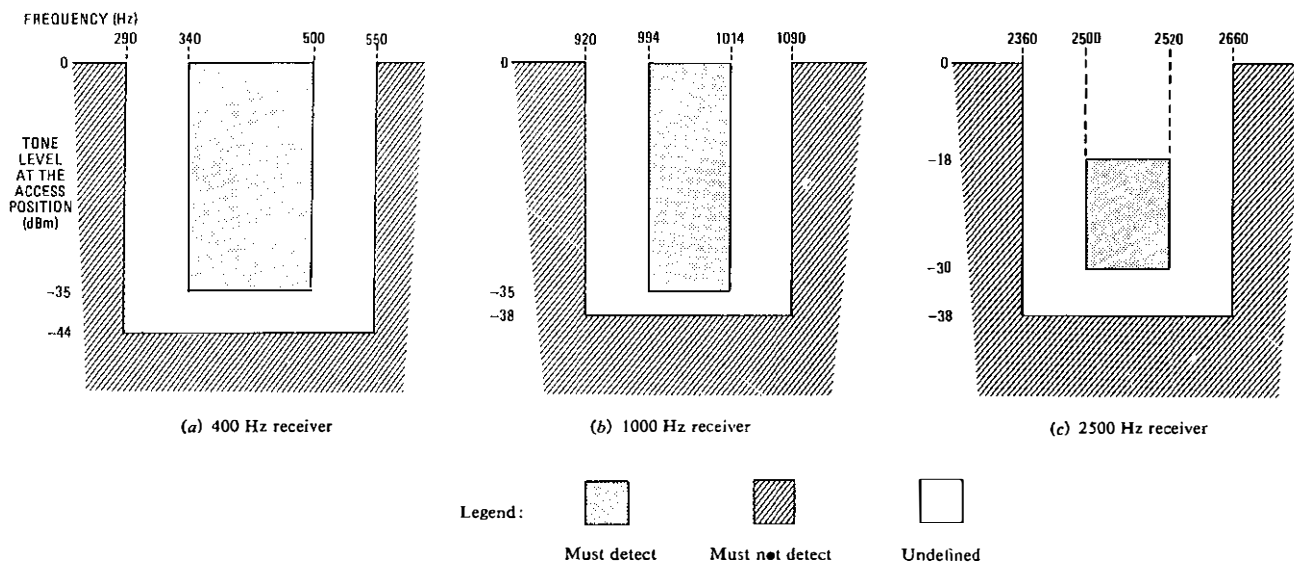 FREQUENCY (Hz)
290 340 500 550
920 994 1014 1090
2360 2500 2520 2660
0
0
0
TONE
LEVEL
AT THE
ACCESS
POSITION
(dBm)
-35
-44
-35
-38
-18
-30
-38
(a) 400 Hz receiver
(b) 1000 Hz receiver
(c) 2500 Hz receiver
Legend:
Must detect
Must not detect
Undefined